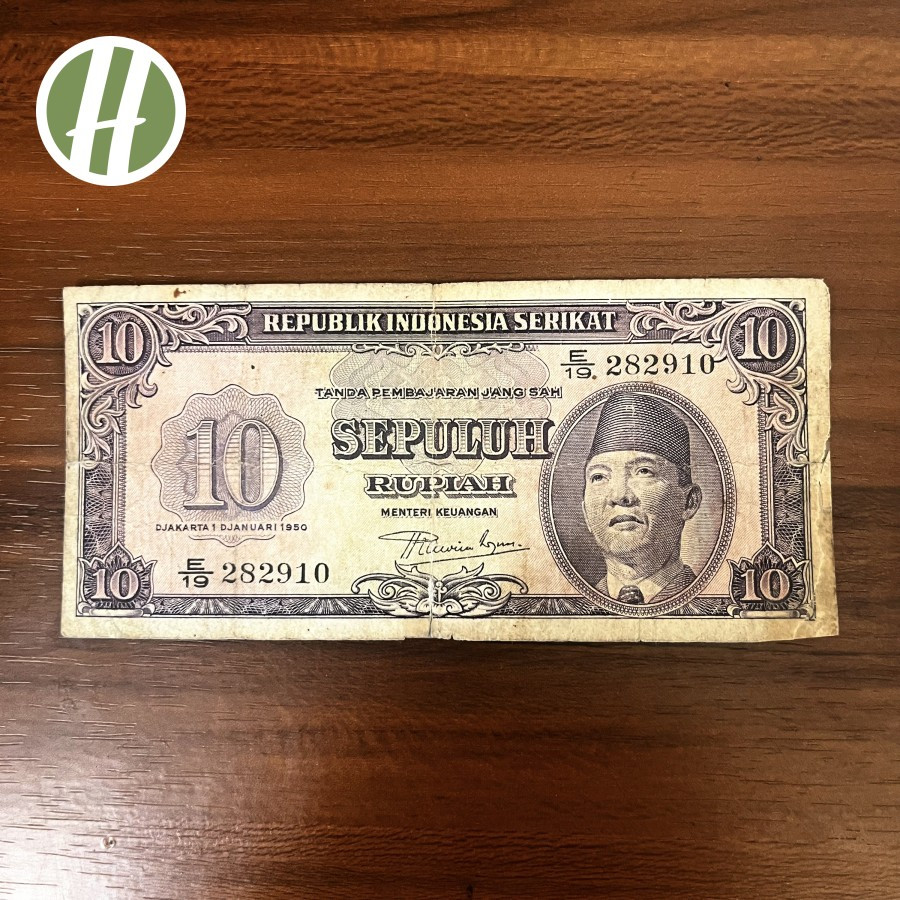 H
10 REPUBLIK INDONESIA SERIKAT 10
E/19. 282910
TANDA PEMBAJARAN JANG SAH
SEPULUH
RUPIAH
10
MENTERI KEUANGAN
DJAKARTA 1 DJANUARI 1950
E/19 282910
10 10